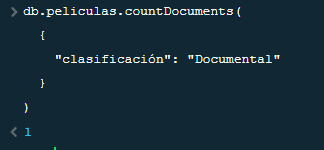 > db.peliculas.countDocuments(
{
"clasificación": "Documental"
}
)
< 1